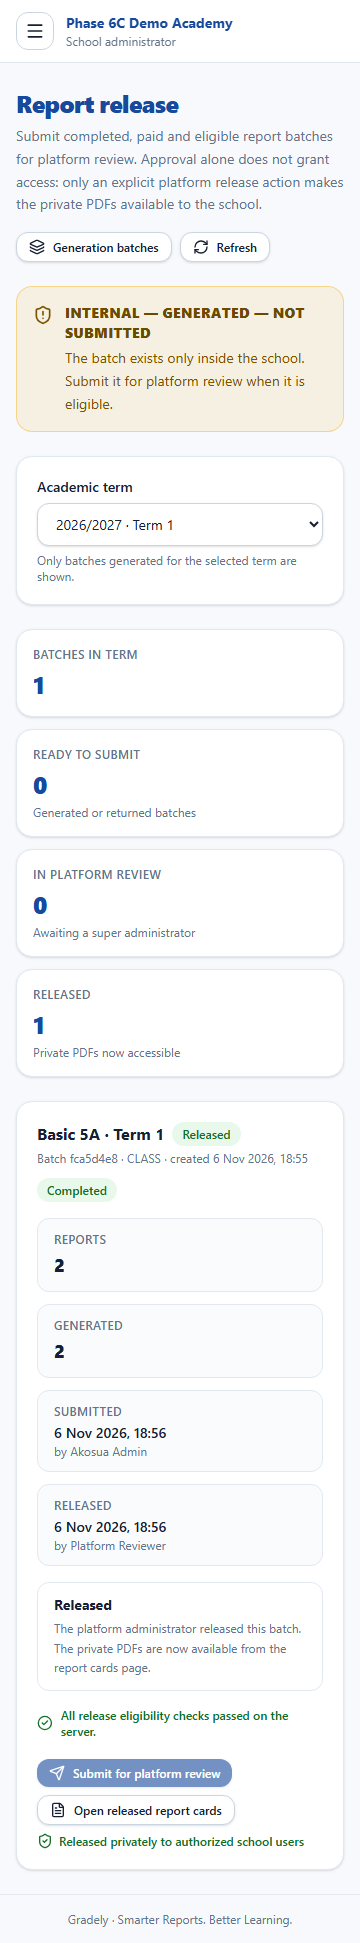 Phase 6C Demo Academy
School administrator
Report release
Submit completed, paid and eligible report batches
for platform review. Approval alone does not grant
access: only an explicit platform release action makes
the private PDFs available to the school.
Generation batches
Refresh
INTERNAL — GENERATED — NOT
SUBMITTED
The batch exists only inside the school.
Submit it for platform review when it is
eligible.
Academic term
2026/2027 · Term 1
Only batches generated for the selected term are
shown.
BATCHES IN TERM
1
READY TO SUBMIT
0
Generated or returned batches
IN PLATFORM REVIEW
0
Awaiting a super administrator
RELEASED
1
Private PDFs now accessible
Basic 5A · Term 1
Released
Batch fca5d4e8 · CLASS · created 6 Nov 2026, 18:55
Completed
REPORTS
2
GENERATED
2
SUBMITTED
6 Nov 2026, 18:56
by Akosua Admin
RELEASED
6 Nov 2026, 18:56
by Platform Reviewer
Released
The platform administrator released this batch.
The private PDFs are now available from the
report cards page.
All release eligibility checks passed on the
server.
Submit for platform review
Open released report cards
Released privately to authorized school users
Gradely · Smarter Reports. Better Learning.